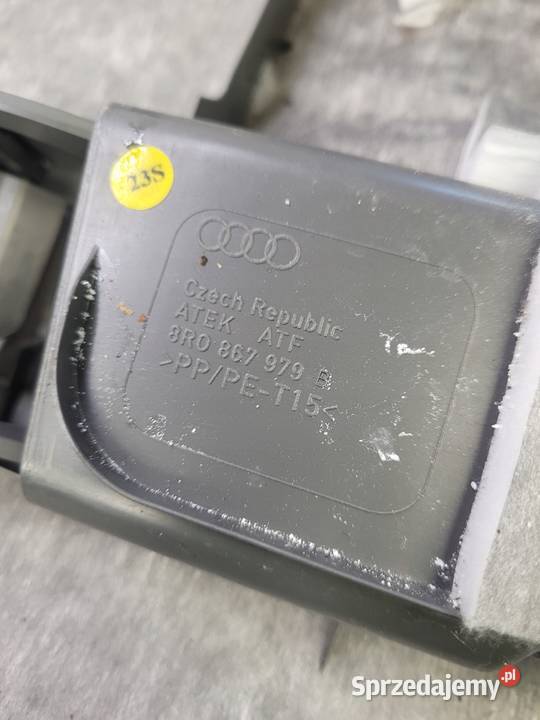 23S
Czech Republic
ATEK ATF
8R0 867 979 B
>PP/PE-T15<
Sprzedajemy.pl